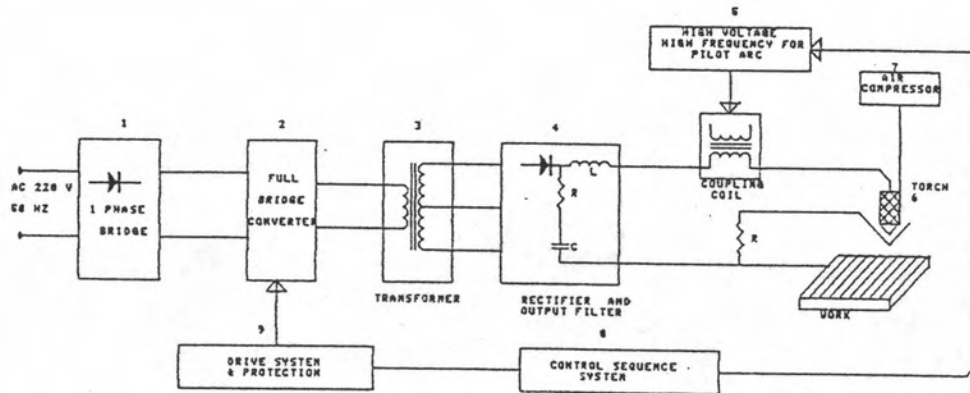 5
HIGH VOLTAGE
HIGH FREQUENCY FOR
PILOT ARC
7
AIR
COMPRESSOR
1
2
3
4
AC 220 V
50 HZ
1 PHASE
BRIDGE
FULL
BRIDGE
CONVERTER
L
R
C
COUPLING
COIL
TORCH
6
R
TRANSFORMER
RECTIFIER AND
OUTPUT FILTER
WORK
9
DRIVE SYSTEM
& PROTECTION
8
CONTROL SEQUENCE
SYSTEM